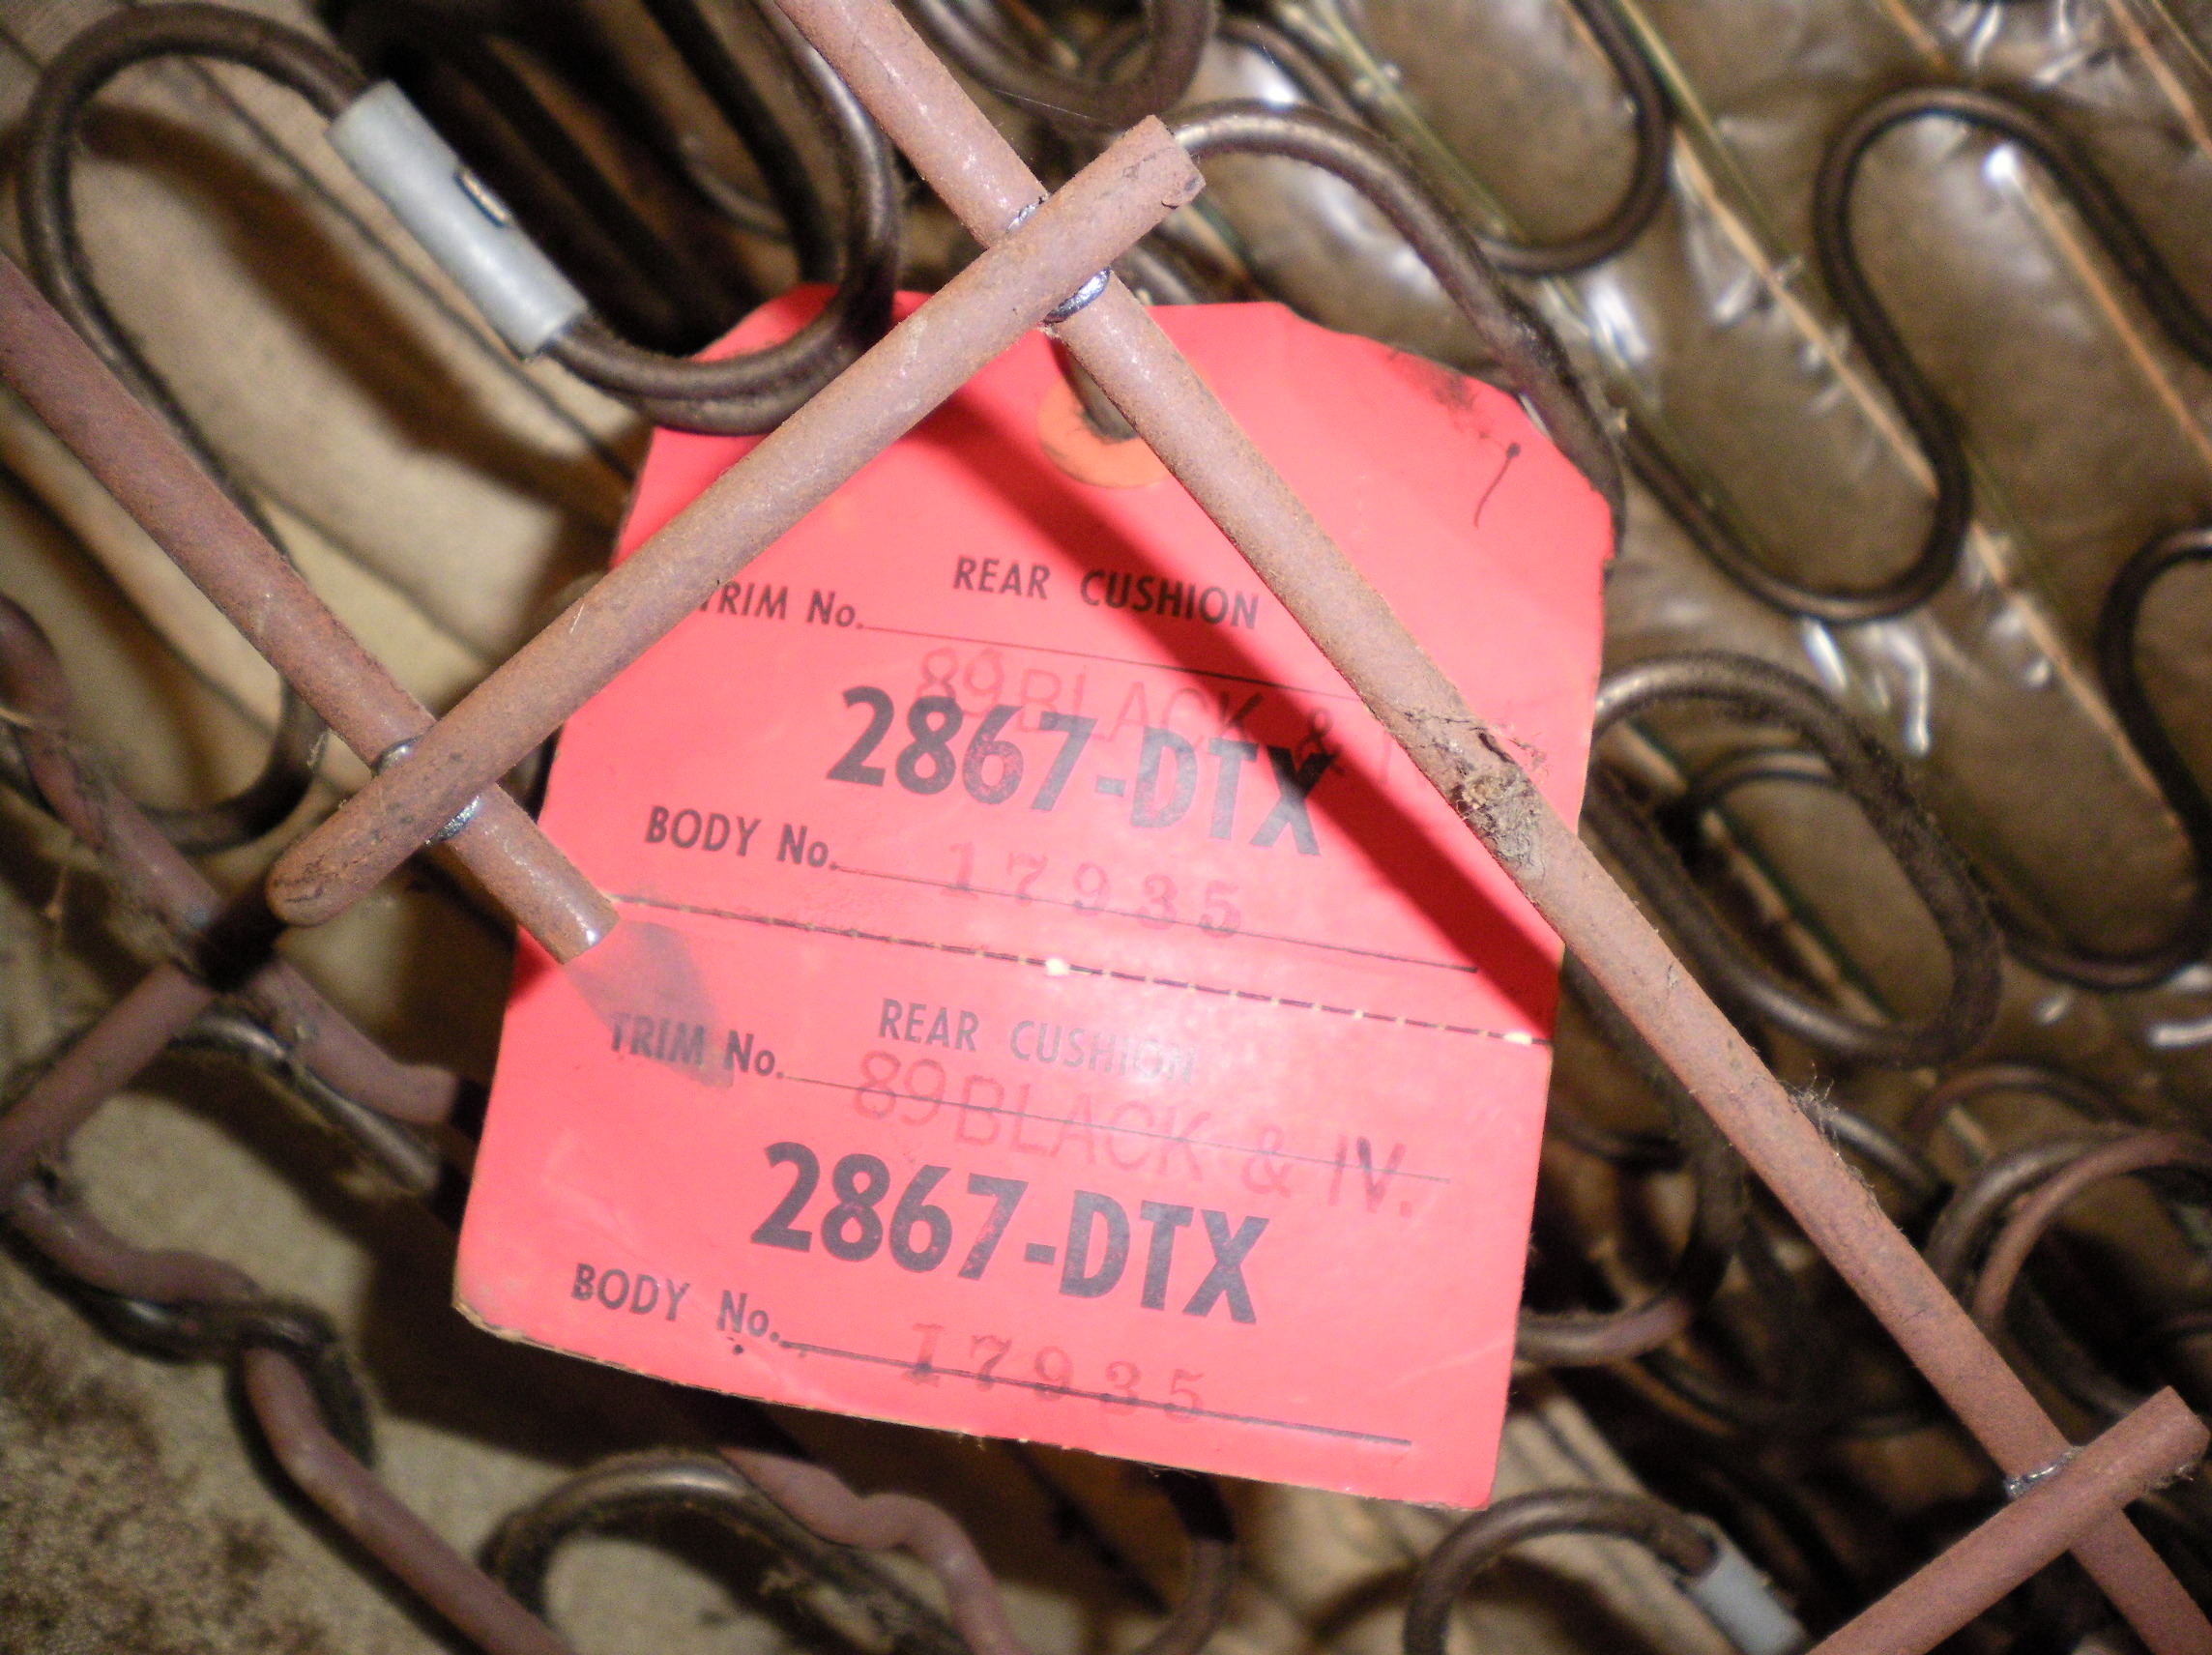 REAR CUSHION
TRIM No.
89 BLACK &
2867-DTX
BODY No. 17935
REAR CUSHION
TRIM No.
89 BLACK & IV.
2867-DTX
BODY No. 17935